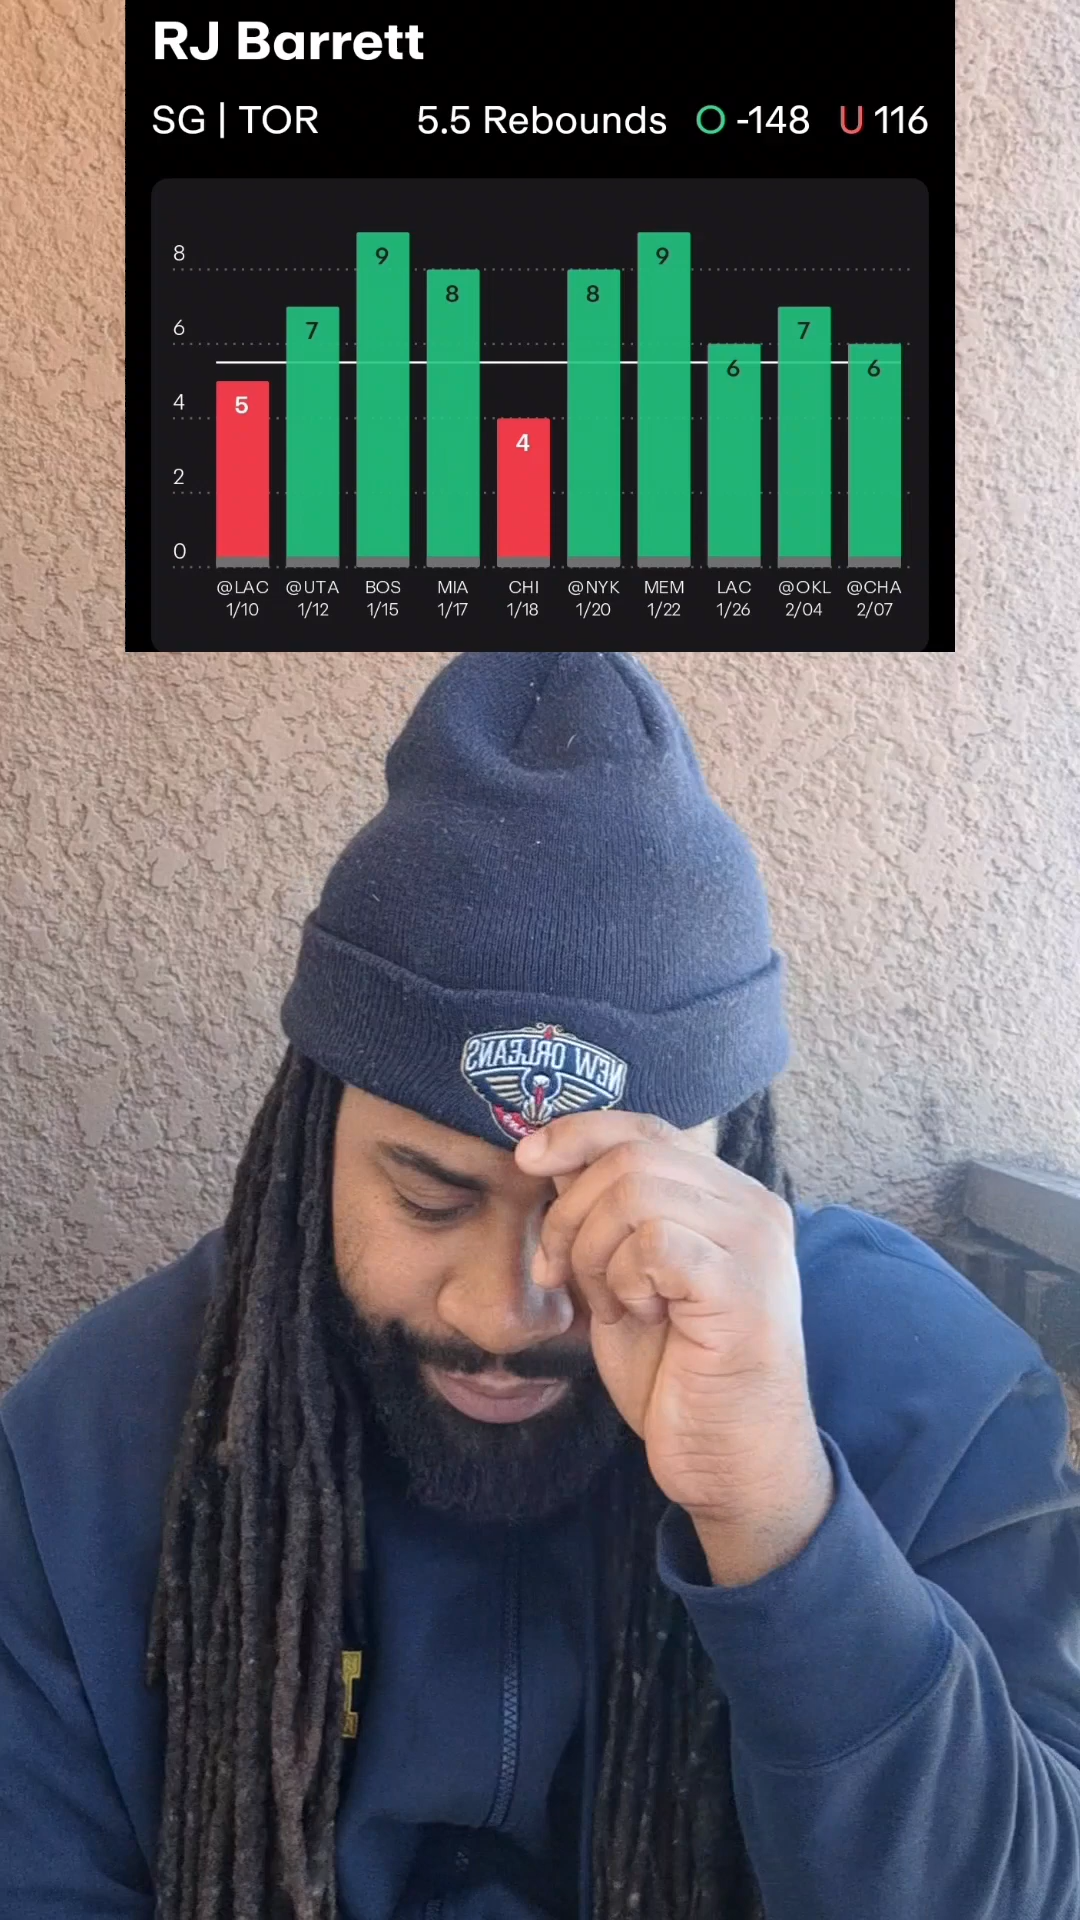 RJ Barrett
SG | TOR 5.5 Rebounds O -148 U 116
8
6
4
2
0
5 7 9 8 4 8 9 6 7 6
@LAC @UTA BOS MIA CHI @NYK MEM LAC @OKL @CHA
1/10 1/12 1/15 1/17 1/18 1/20 1/22 1/26 2/04 2/07
NEW ORLEANS